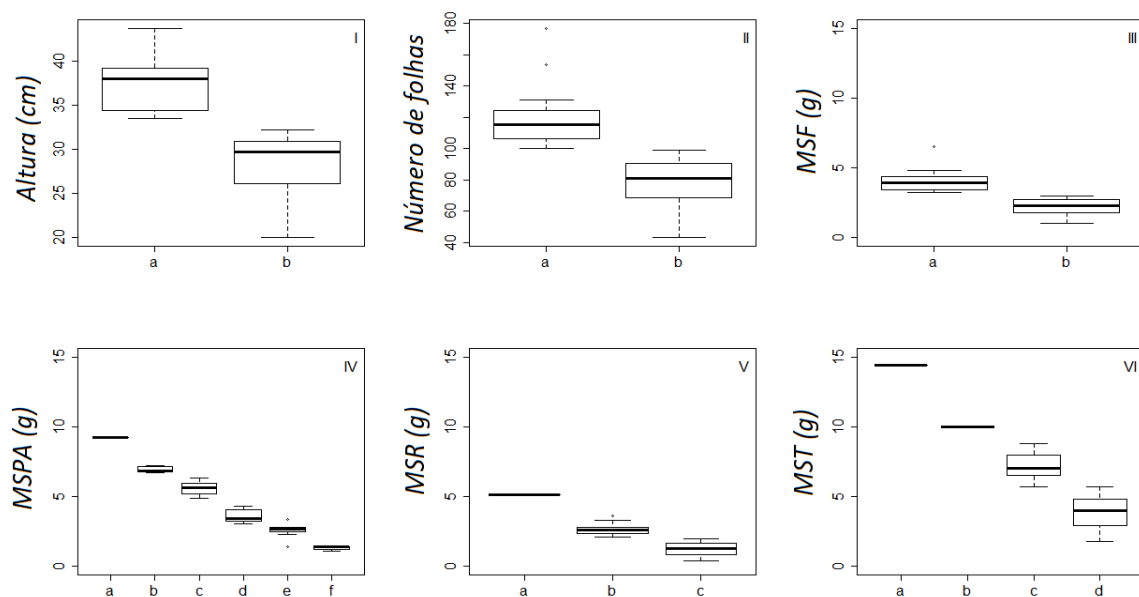 I
Altura (cm)
20 25 30 35 40
a b
II
Número de folhas
40 60 80 100 140 180
a b
III
MSF (g)
0 5 10 15
a b
IV
MSPA (g)
0 5 10 15
a b c d e f
V
MSR (g)
0 5 10 15
a b c
VI
MST (g)
0 5 10 15
a b c d